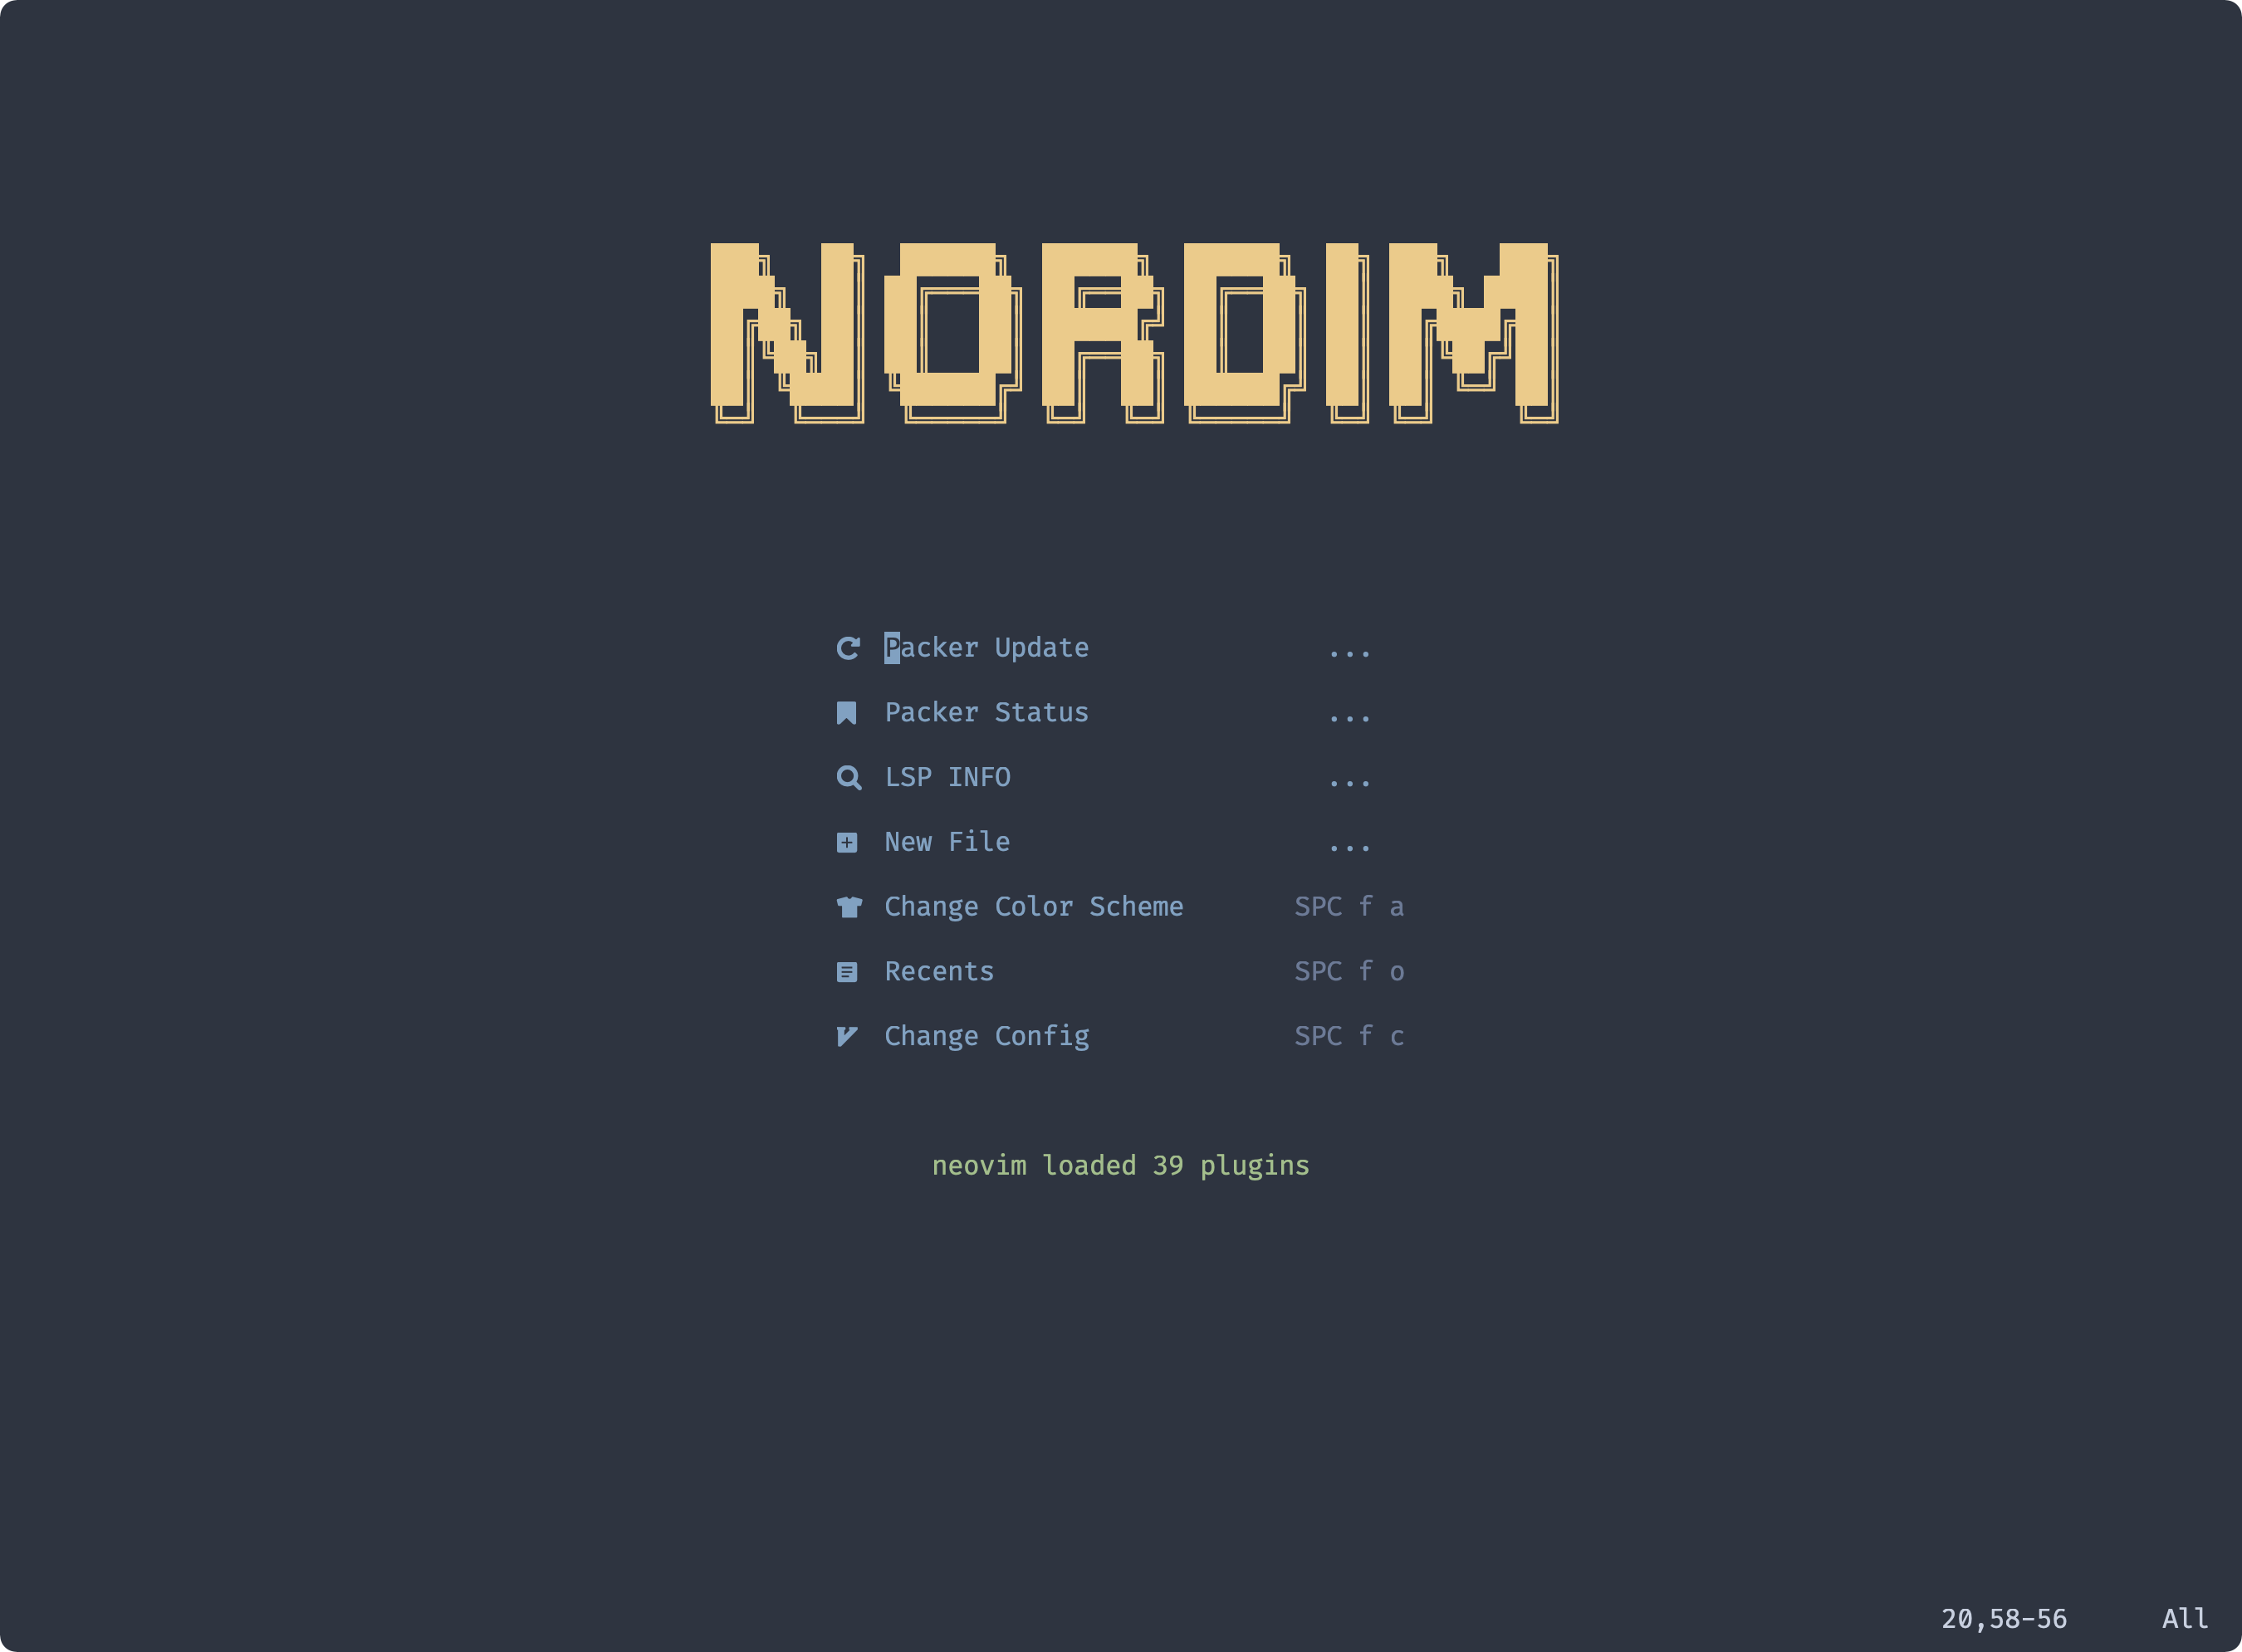 NORDIM
Packer Update ...
Packer Status ...
LSP INFO ...
New File ...
Change Color Scheme SPC f a
Recents SPC f o
Change Config SPC f c
neovim loaded 39 plugins
20,58-56 All